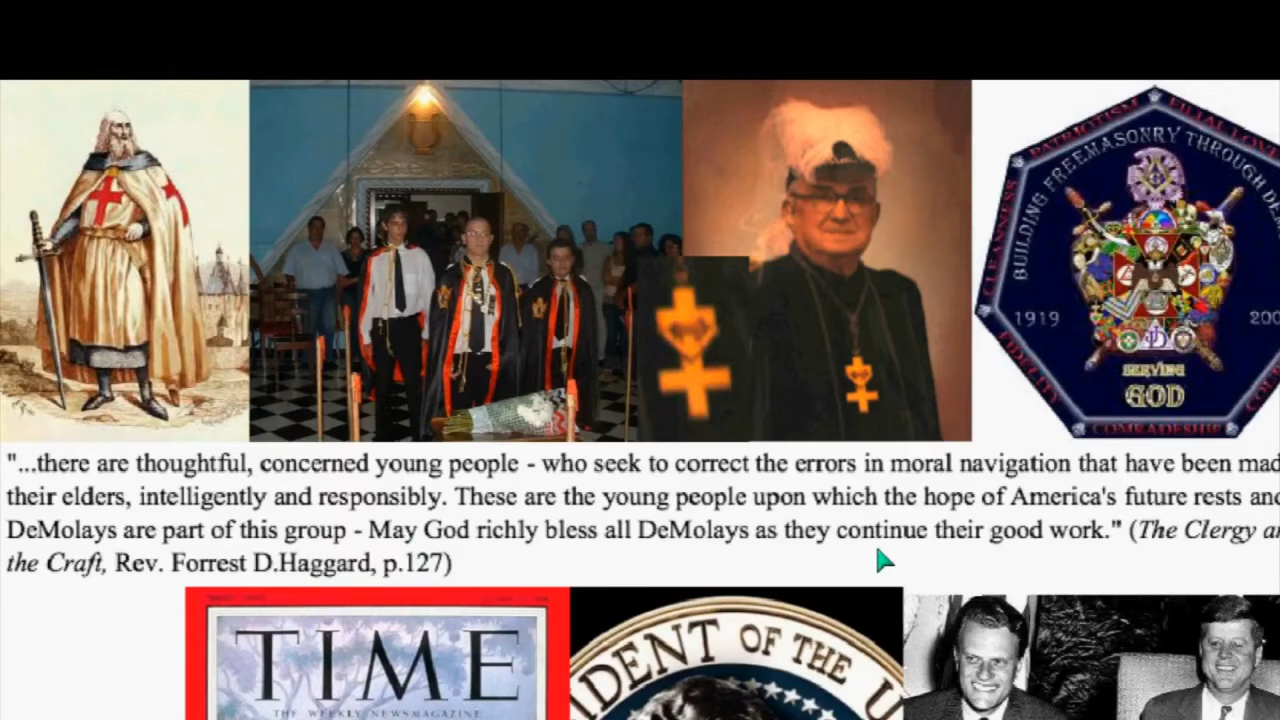 PATRIOTISM
FILIAL LOVE
CLEANNESS
BUILDING FREEMASONRY THROUGH DE
1919
200
SERVING
GOD
FIDELITY
COMRADESHIP
COU
"...there are thoughtful, concerned young people - who seek to correct the errors in moral navigation that have been mad
their elders, intelligently and responsibly. These are the young people upon which the hope of America's future rests and
DeMolays are part of this group - May God richly bless all DeMolays as they continue their good work." (The Clergy a
the Craft, Rev. Forrest D.Haggard, p.127)
TIME
THE WEEKLY NEWSMAGAZINE
IDENT OF THE U